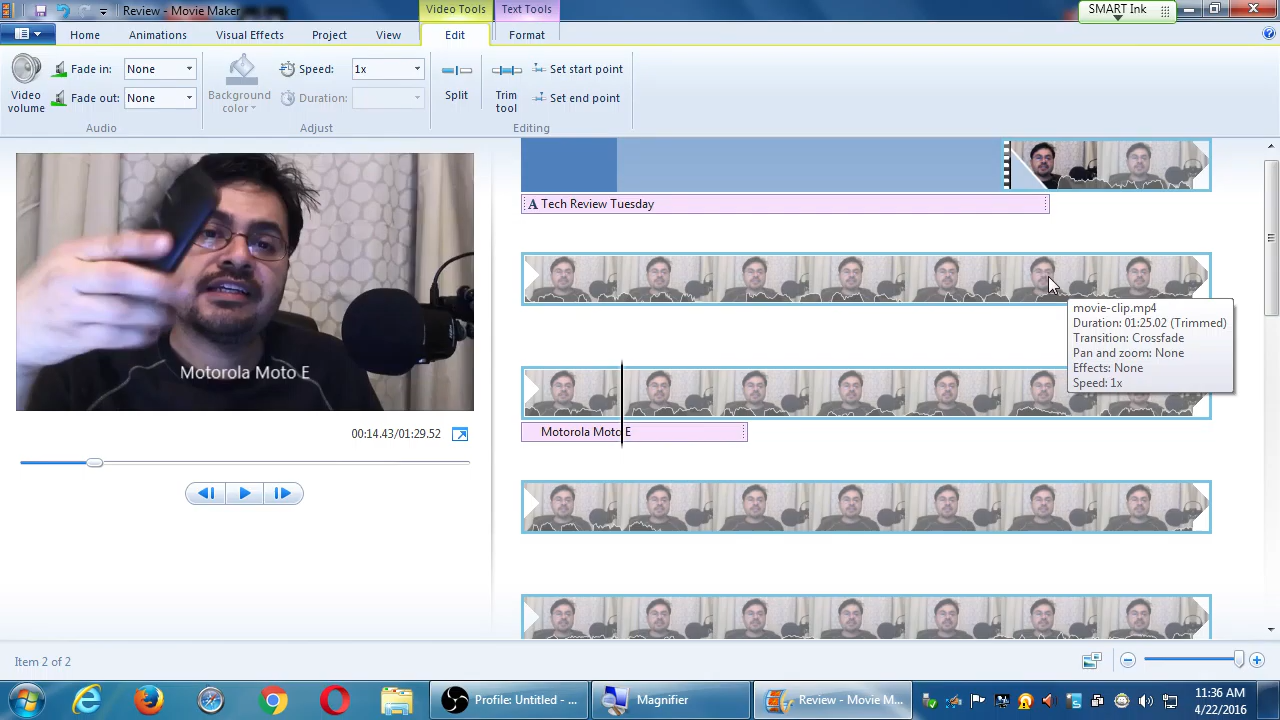 Review - Movie Maker
Video Tools
Text Tools
SMART Ink
Home
Animations
Visual Effects
Project
View
Edit
Format
Video volume
Fade in:
None
Fade out:
None
Audio
Background color
Speed:
1x
Duration:
Adjust
Split
Trim tool
Set start point
Set end point
Editing
Motorola Moto E
00:14.43/01:29.52
A Tech Review Tuesday
movie-clip.mp4
Duration: 01:25.02 (Trimmed)
Transition: Crossfade
Pan and zoom: None
Effects: None
Speed: 1x
Motorola Moto E
Item 2 of 2
Profile: Untitled - ...
Magnifier
Review - Movie M...
11:36 AM
4/22/2016